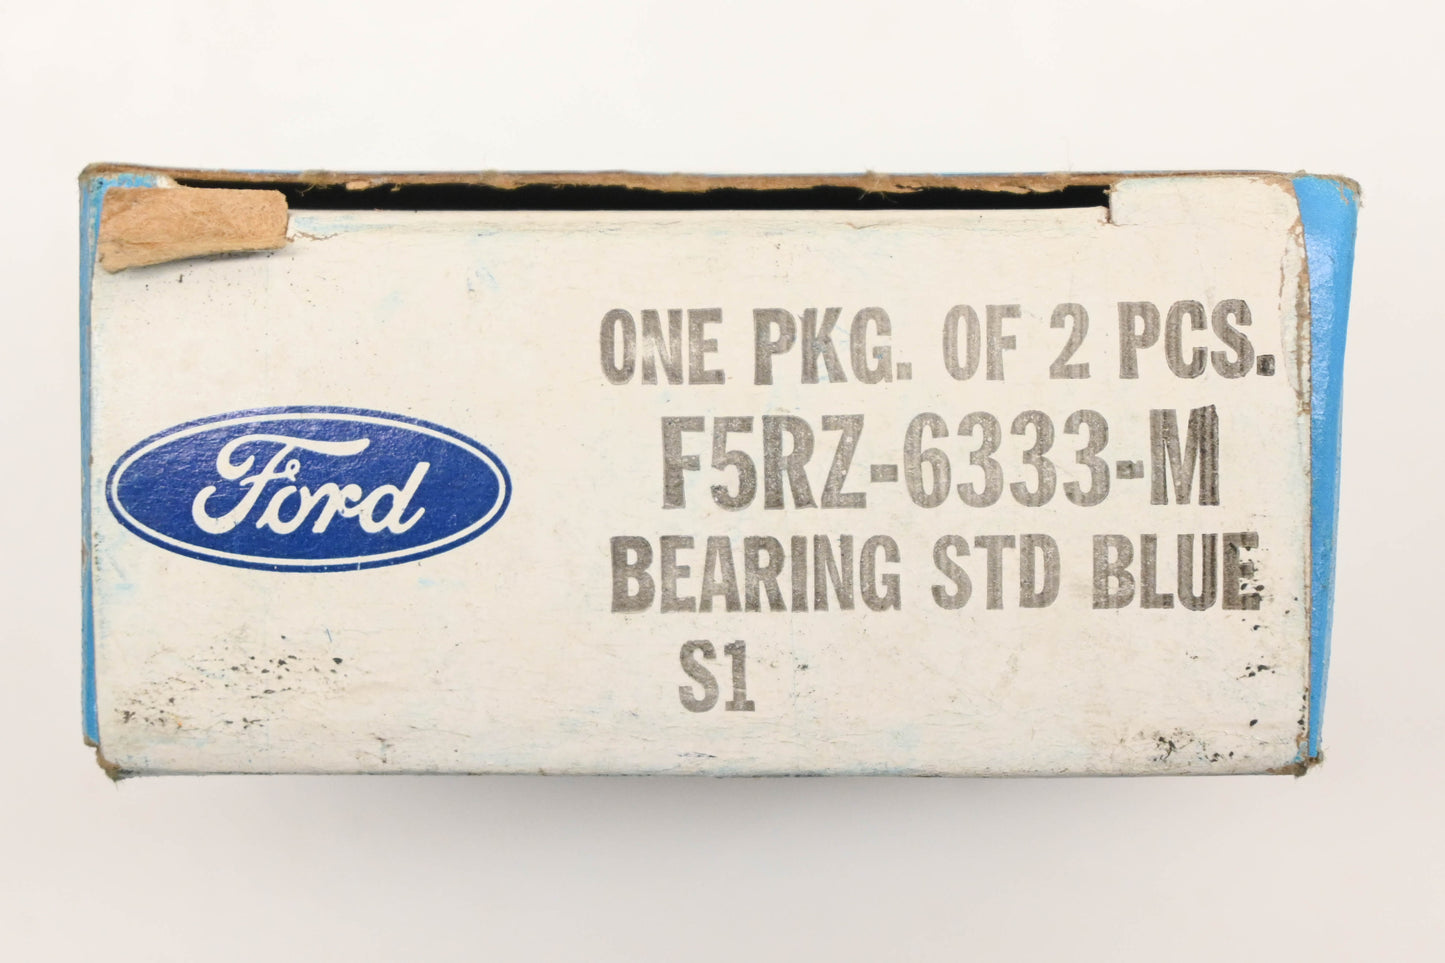 Ford
ONE PKG. OF 2 PCS.
F5RZ-6333-M
BEARING STD BLUE
S1